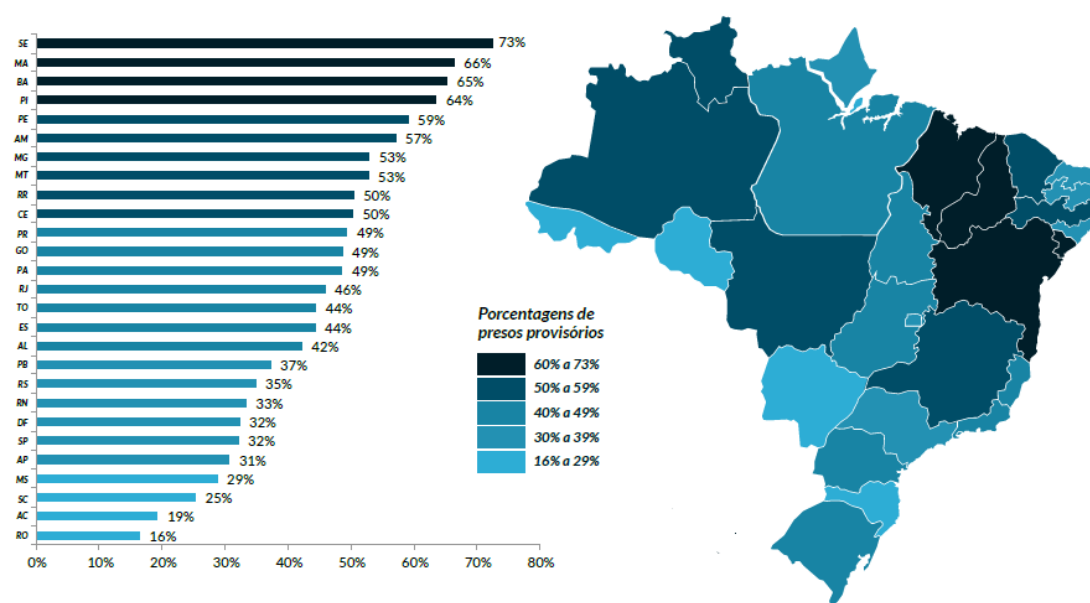 SE 73%
MA 66%
BA 65%
PI 64%
PE 59%
AM 57%
MG 53%
MT 53%
RR 50%
CE 50%
PR 49%
GO 49%
PA 49%
RJ 46%
TO 44%
ES 44%
AL 42%
PB 37%
RS 35%
RN 33%
DF 32%
SP 32%
AP 31%
MS 29%
SC 25%
AC 19%
RO 16%
0% 10% 20% 30% 40% 50% 60% 70% 80%
Porcentagens de
presos provisórios
60% a 73%
50% a 59%
40% a 49%
30% a 39%
16% a 29%